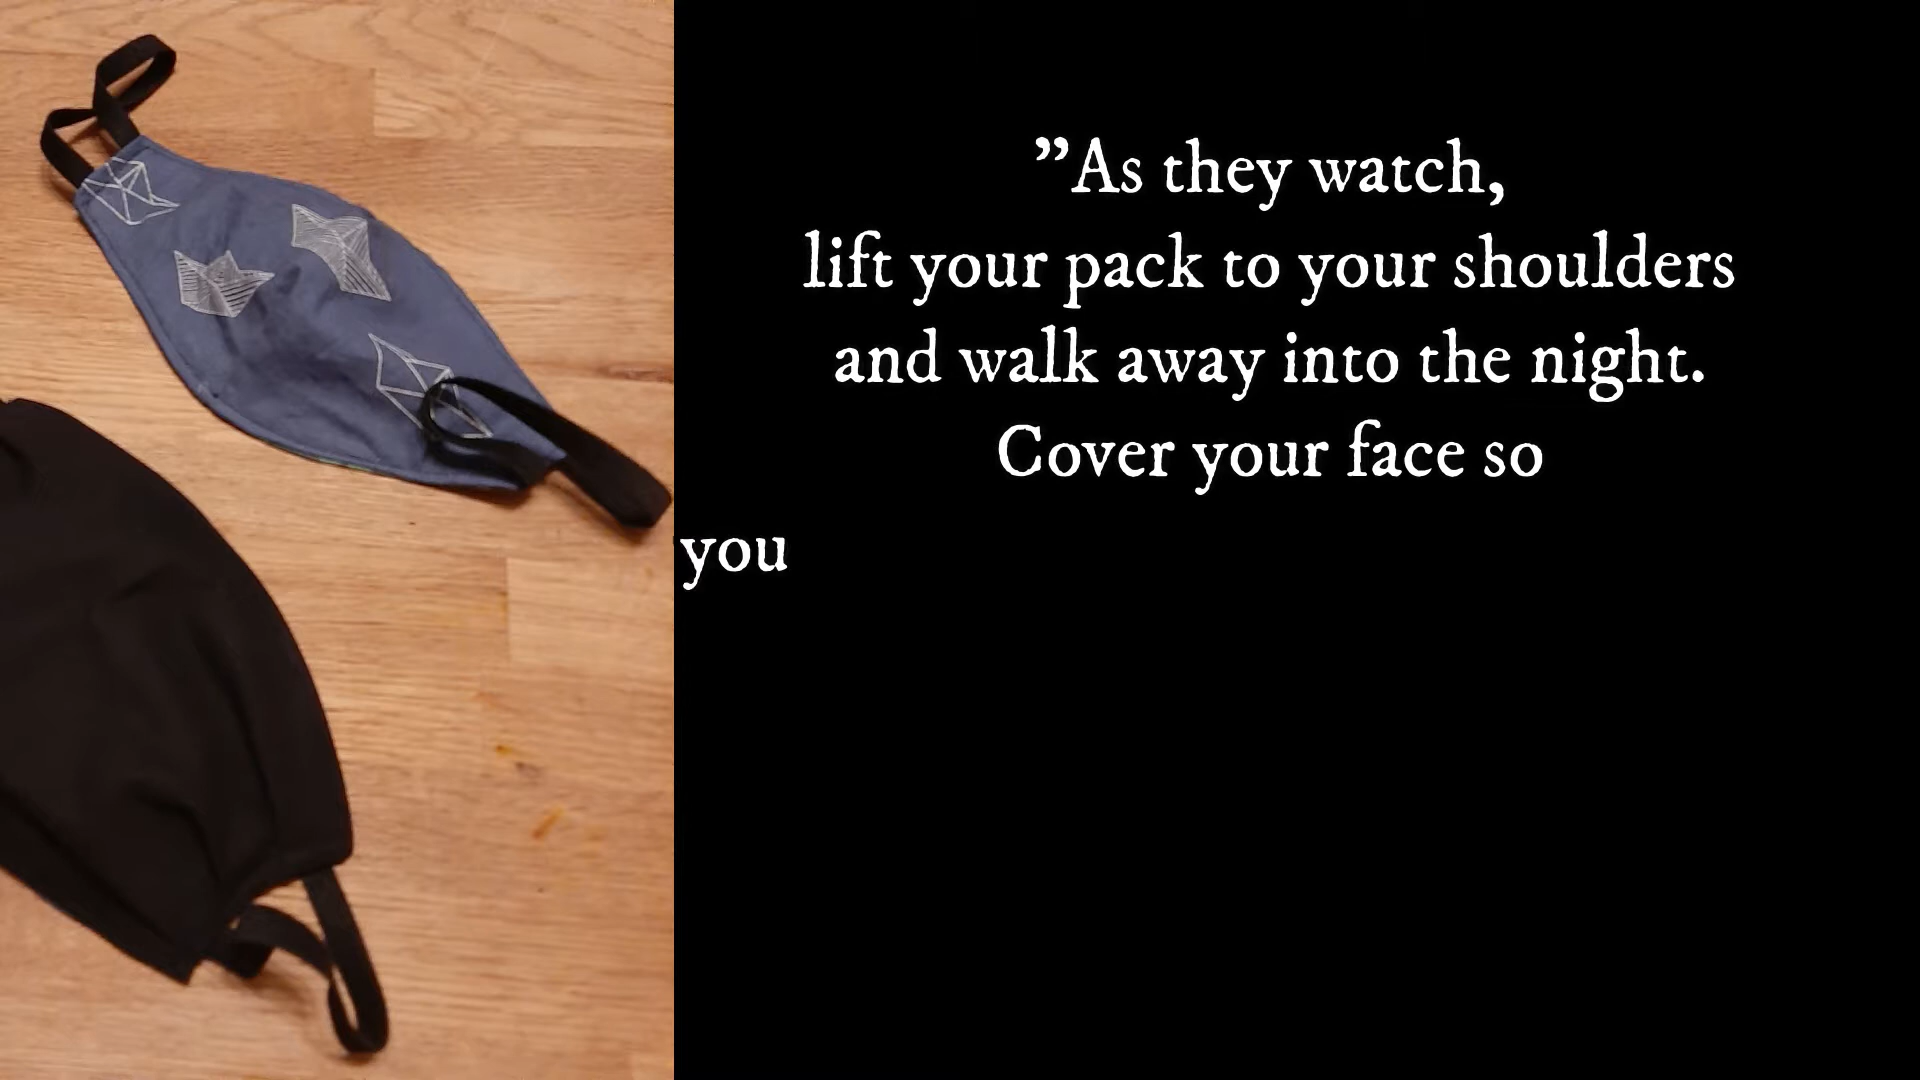 ”As they watch,
lift your pack to your shoulders
and walk away into the night.
Cover your face so
you